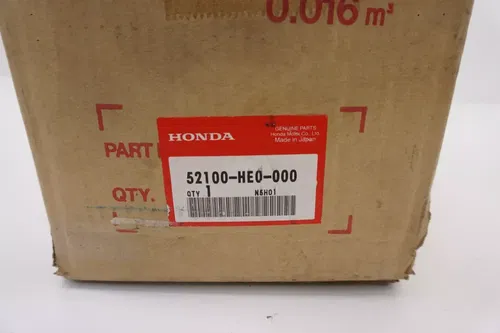 0.016 m³
PART
QTY.
HONDA
GENUINE PARTS
Honda Motor Co., Ltd.
Made in Japan
52100-HE0-000
QTY 1 NSH01